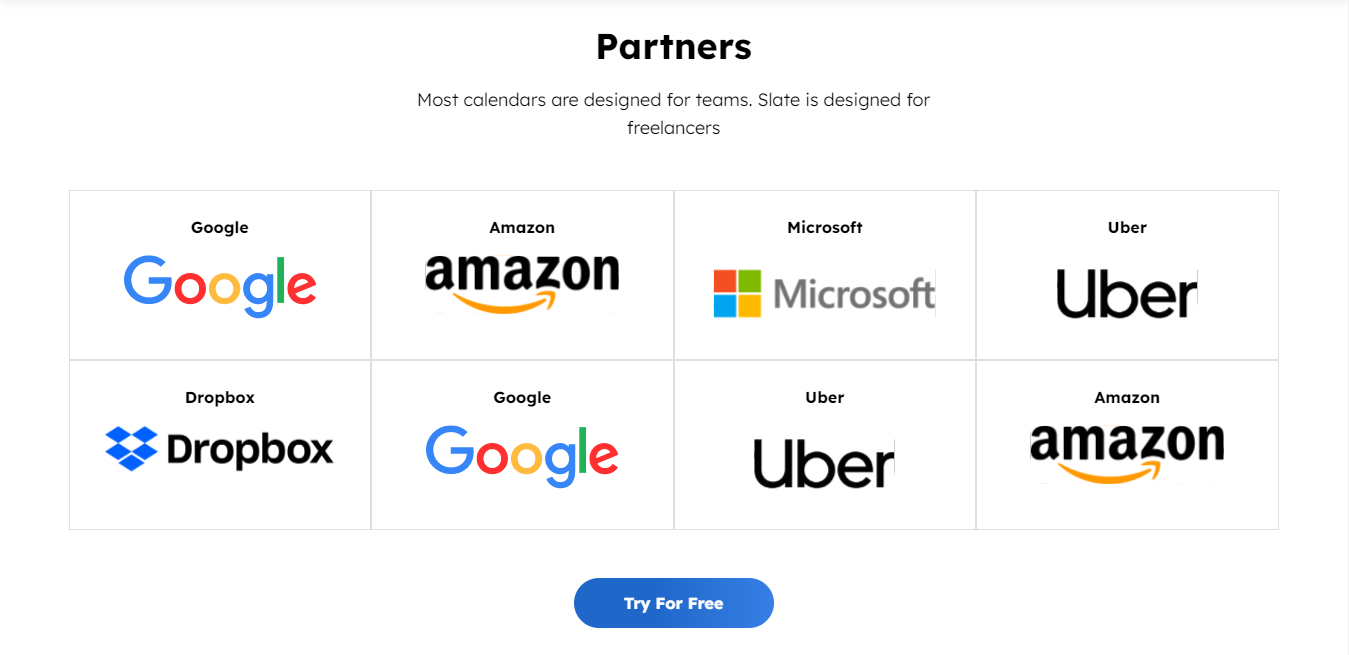 Partners
Most calendars are designed for teams. Slate is designed for
freelancers
Google
Amazon
Microsoft
Uber
Google
amazon
Microsoft
Uber
Dropbox
Google
Uber
Amazon
Dropbox
Google
Uber
amazon
Try For Free